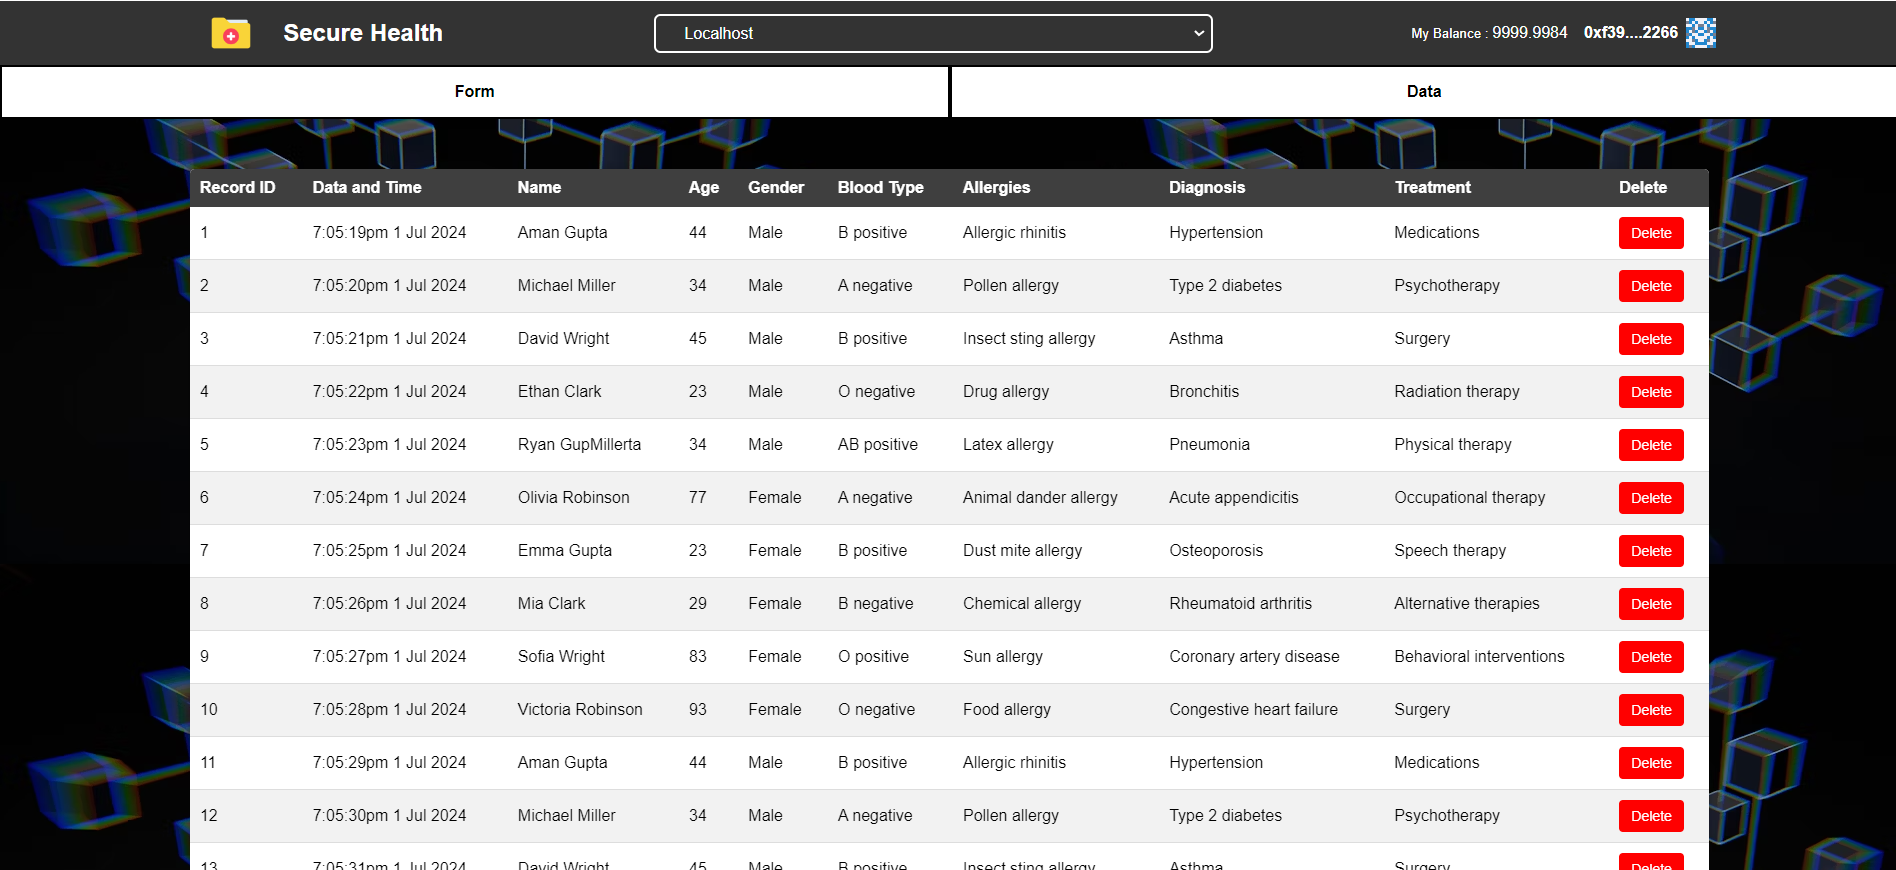 Secure Health
Localhost
My Balance : 9999.9984 0xf39....2266
Form Data
Record ID Data and Time Name Age Gender Blood Type Allergies Diagnosis Treatment Delete
1 7:05:19pm 1 Jul 2024 Aman Gupta 44 Male B positive Allergic rhinitis Hypertension Medications Delete
2 7:05:20pm 1 Jul 2024 Michael Miller 34 Male A negative Pollen allergy Type 2 diabetes Psychotherapy Delete
3 7:05:21pm 1 Jul 2024 David Wright 45 Male B positive Insect sting allergy Asthma Surgery Delete
4 7:05:22pm 1 Jul 2024 Ethan Clark 23 Male O negative Drug allergy Bronchitis Radiation therapy Delete
5 7:05:23pm 1 Jul 2024 Ryan GupMillerta 34 Male AB positive Latex allergy Pneumonia Physical therapy Delete
6 7:05:24pm 1 Jul 2024 Olivia Robinson 77 Female A negative Animal dander allergy Acute appendicitis Occupational therapy Delete
7 7:05:25pm 1 Jul 2024 Emma Gupta 23 Female B positive Dust mite allergy Osteoporosis Speech therapy Delete
8 7:05:26pm 1 Jul 2024 Mia Clark 29 Female B negative Chemical allergy Rheumatoid arthritis Alternative therapies Delete
9 7:05:27pm 1 Jul 2024 Sofia Wright 83 Female O positive Sun allergy Coronary artery disease Behavioral interventions Delete
10 7:05:28pm 1 Jul 2024 Victoria Robinson 93 Female O negative Food allergy Congestive heart failure Surgery Delete
11 7:05:29pm 1 Jul 2024 Aman Gupta 44 Male B positive Allergic rhinitis Hypertension Medications Delete
12 7:05:30pm 1 Jul 2024 Michael Miller 34 Male A negative Pollen allergy Type 2 diabetes Psychotherapy Delete
13 7:05:31pm 1 Jul 2024 David Wright 45 Male B positive Insect sting allergy Asthma Surgery Delete